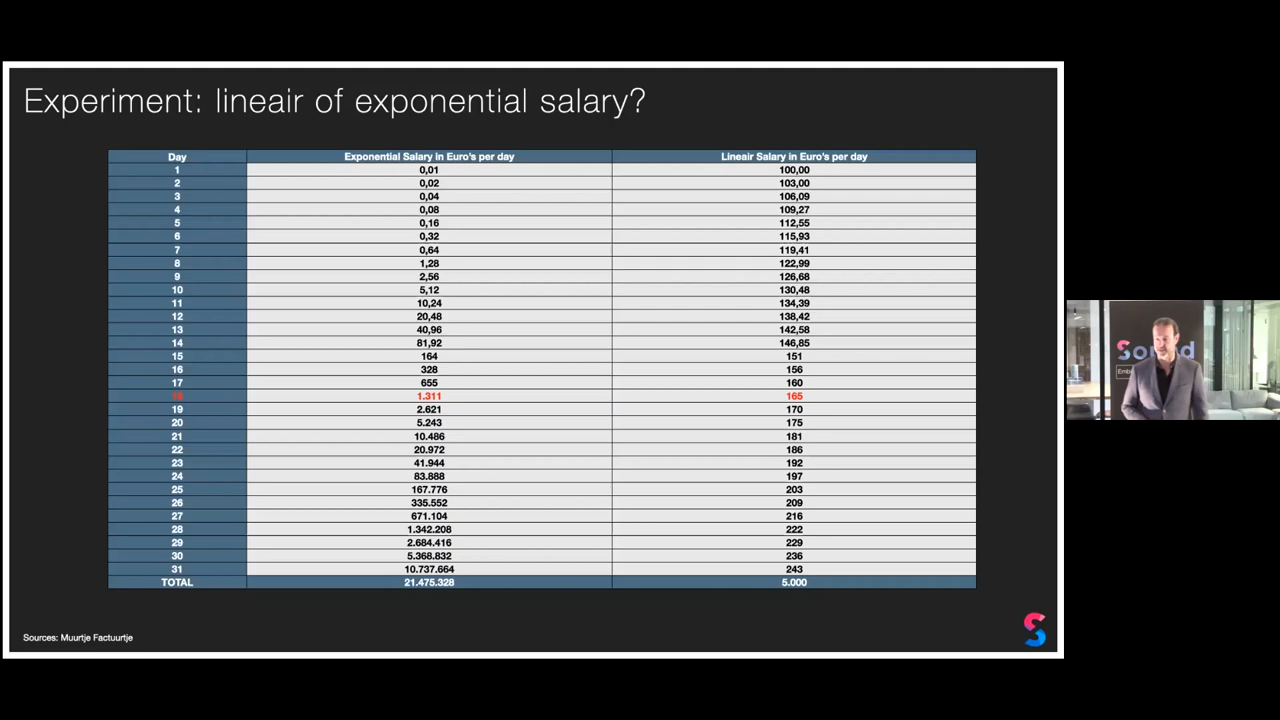 Experiment: lineair of exponential salary?
Day Exponential Salary in Euro's per day Lineair Salary in Euro's per day
1 0,01 100,00
2 0,02 103,00
3 0,04 106,09
4 0,08 109,27
5 0,16 112,55
6 0,32 115,93
7 0,64 119,41
8 1,28 122,99
9 2,56 126,68
10 5,12 130,48
11 10,24 134,39
12 20,48 138,42
13 40,96 142,58
14 81,92 146,85
15 164 151
16 328 156
17 655 160
18 1.311 165
19 2.621 170
20 5.243 175
21 10.486 181
22 20.972 186
23 41.944 192
24 83.888 197
25 167.776 203
26 335.552 209
27 671.104 216
28 1.342.208 222
29 2.684.416 229
30 5.368.832 236
31 10.737.664 243
TOTAL 21.475.328 5.000
Sources: Muurtje Factuurtje